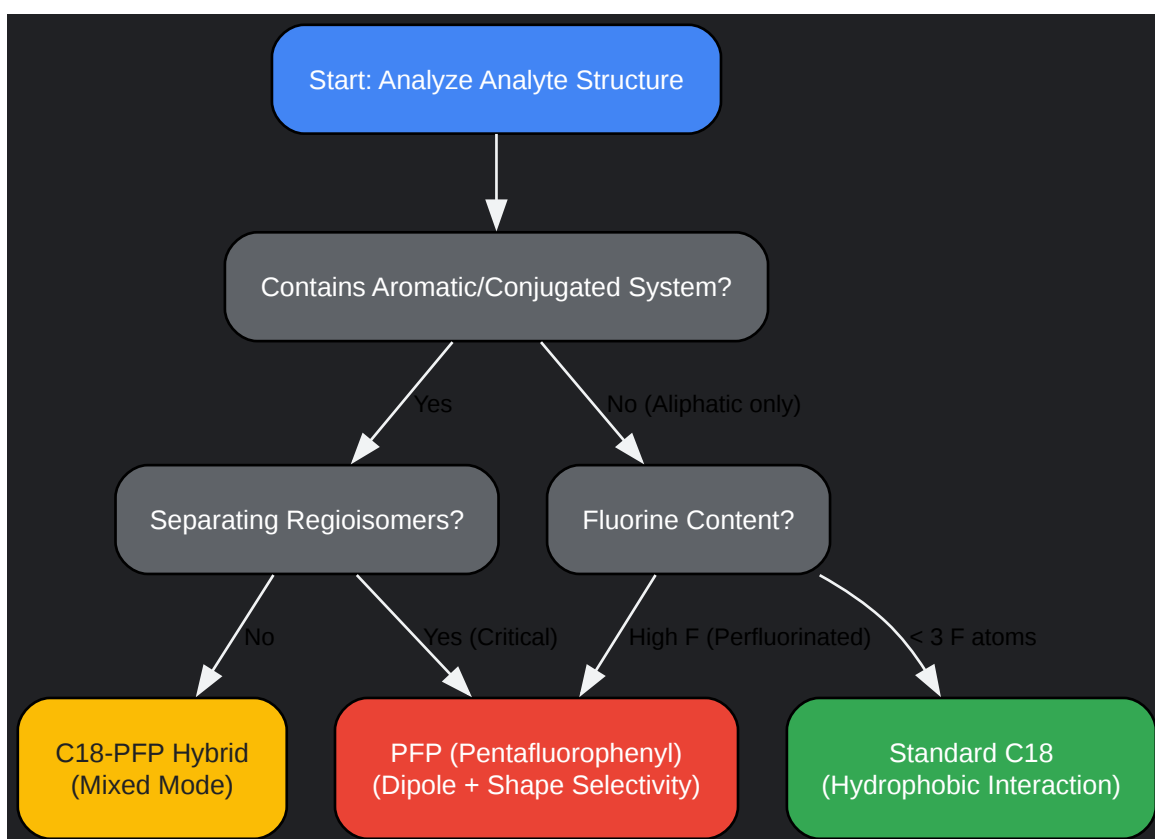 Start: Analyze Analyte Structure
Contains Aromatic/Conjugated System?
Yes
No (Aliphatic only)
Separating Regioisomers?
Fluorine Content?
No
Yes (Critical)
High F (Perfluorinated)
< 3 F atoms
C18-PFP Hybrid
(Mixed Mode)
PFP (Pentafluorophenyl)
(Dipole + Shape Selectivity)
Standard C18
(Hydrophobic Interaction)